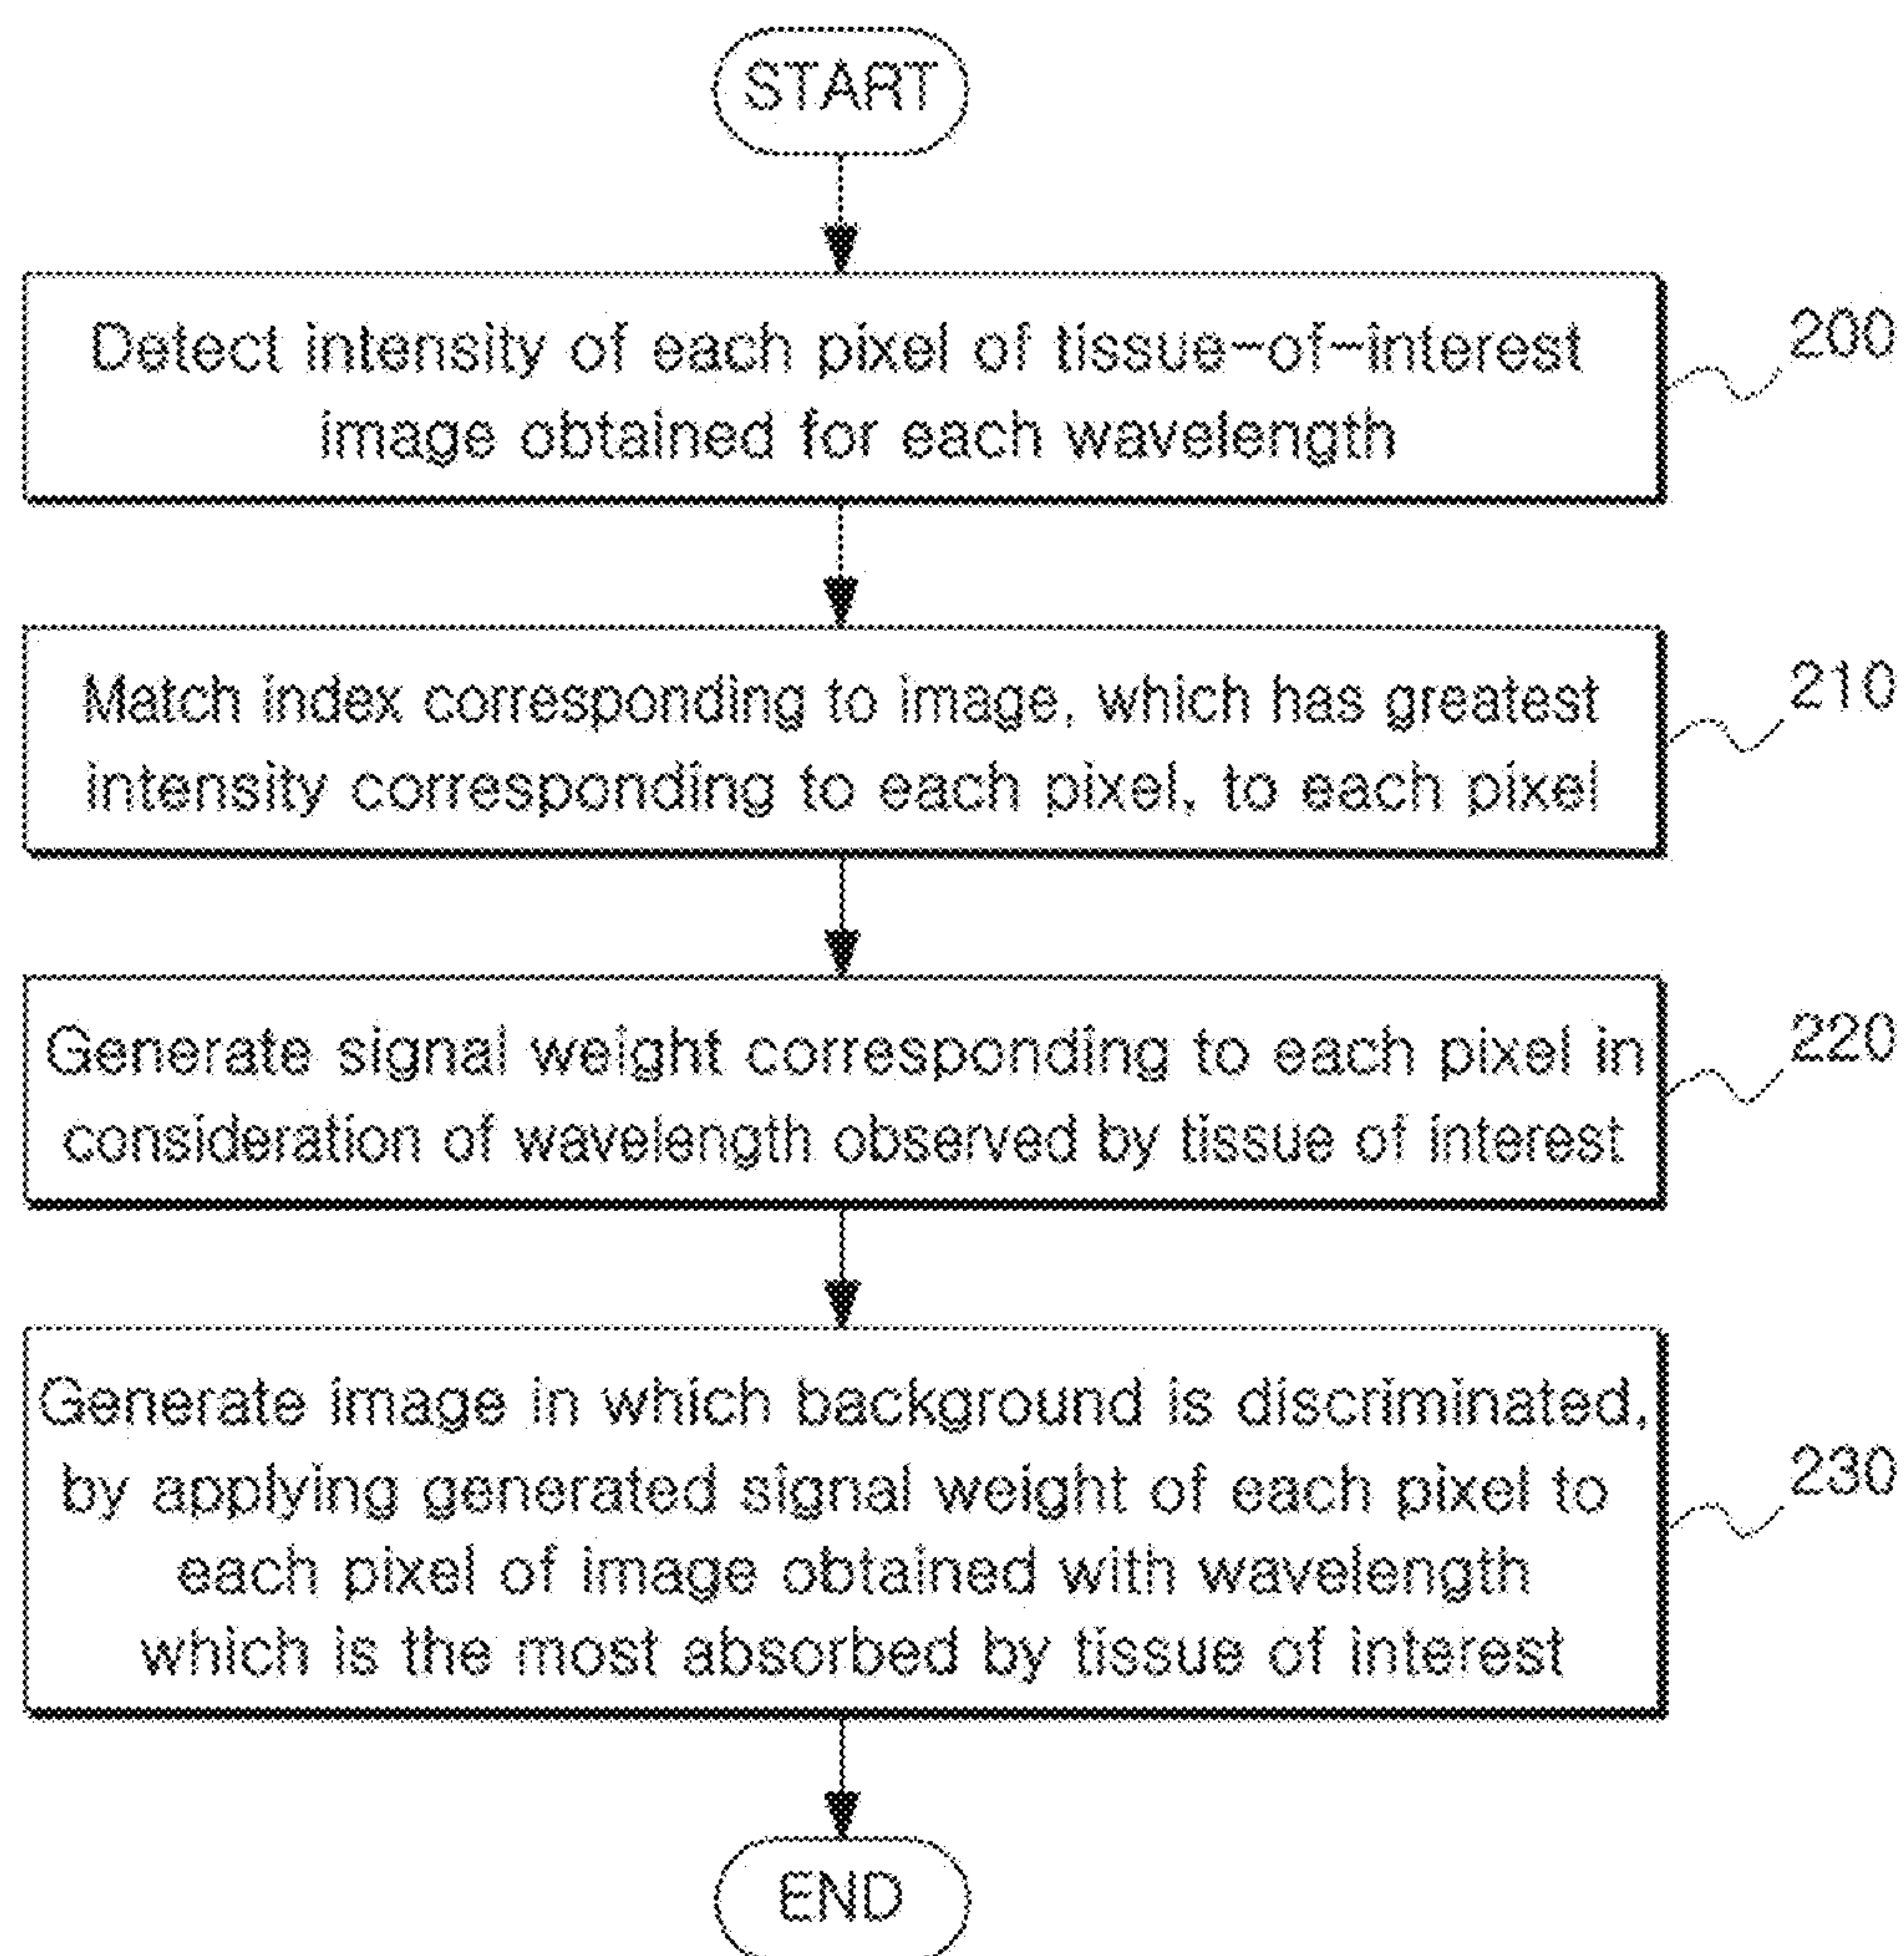 START
Detect intensity of each pixel of tissue-of-interest
image obtained for each wavelength
200
Match index corresponding to image, which has greatest
intensity corresponding to each pixel, to each pixel
210
Generate signal weight corresponding to each pixel in
consideration of wavelength observed by tissue of interest
220
Generate image in which background is discriminated,
by applying generated signal weight of each pixel to
each pixel of image obtained with wavelength
which is the most absorbed by tissue of interest
230
END